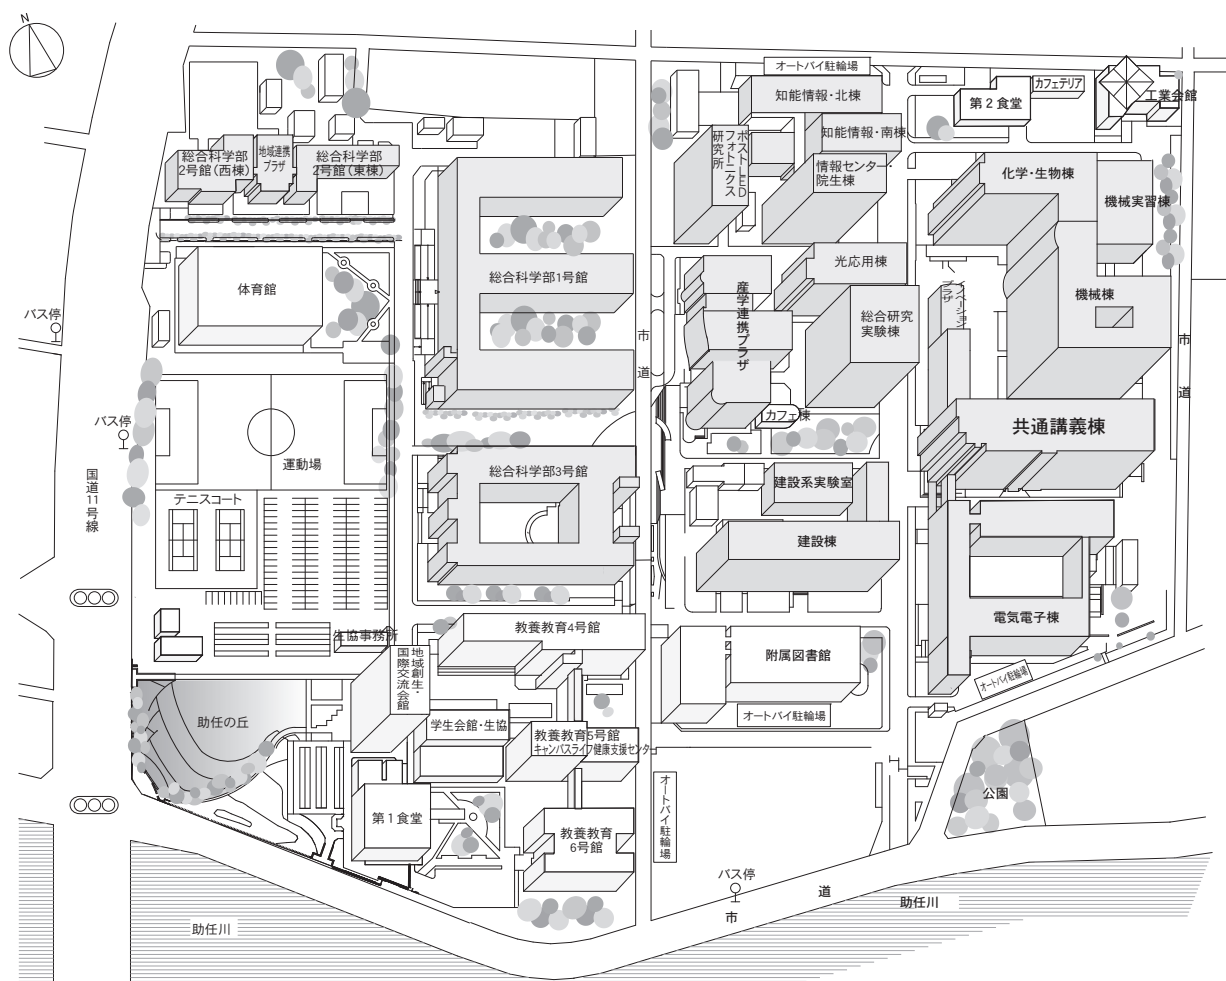 N
オートバイ駐輪場
知能情報・北棟
カフェテリア
第2食堂
工業会館
知能情報・南棟
ポストLED
フォトニクス
研究所
情報センター・
院生棟
化学・生物棟
機械実習棟
総合科学部
2号館(西棟)
地域連携
プラザ
総合科学部
2号館(東棟)
総合科学部1号館
体育館
バス停
市道
光応用棟
産学連携プラザ
総合研究
実験棟
イノベーション
プラザ
機械棟
市道
バス停
カフェ棟
共通講義棟
国道11号線
運動場
テニスコート
総合科学部3号館
建設系実験室
建設棟
電気電子棟
生協事務所
教養教育4号館
附属図書館
地域創生・
国際交流会館
オートバイ駐輪場
オートバイ駐輪場
助任の丘
学生会館・生協
教養教育5号館
キャンパスライフ健康支援センター
オートバイ駐輪場
公園
第1食堂
教養教育
6号館
バス停
市道
助任川
助任川